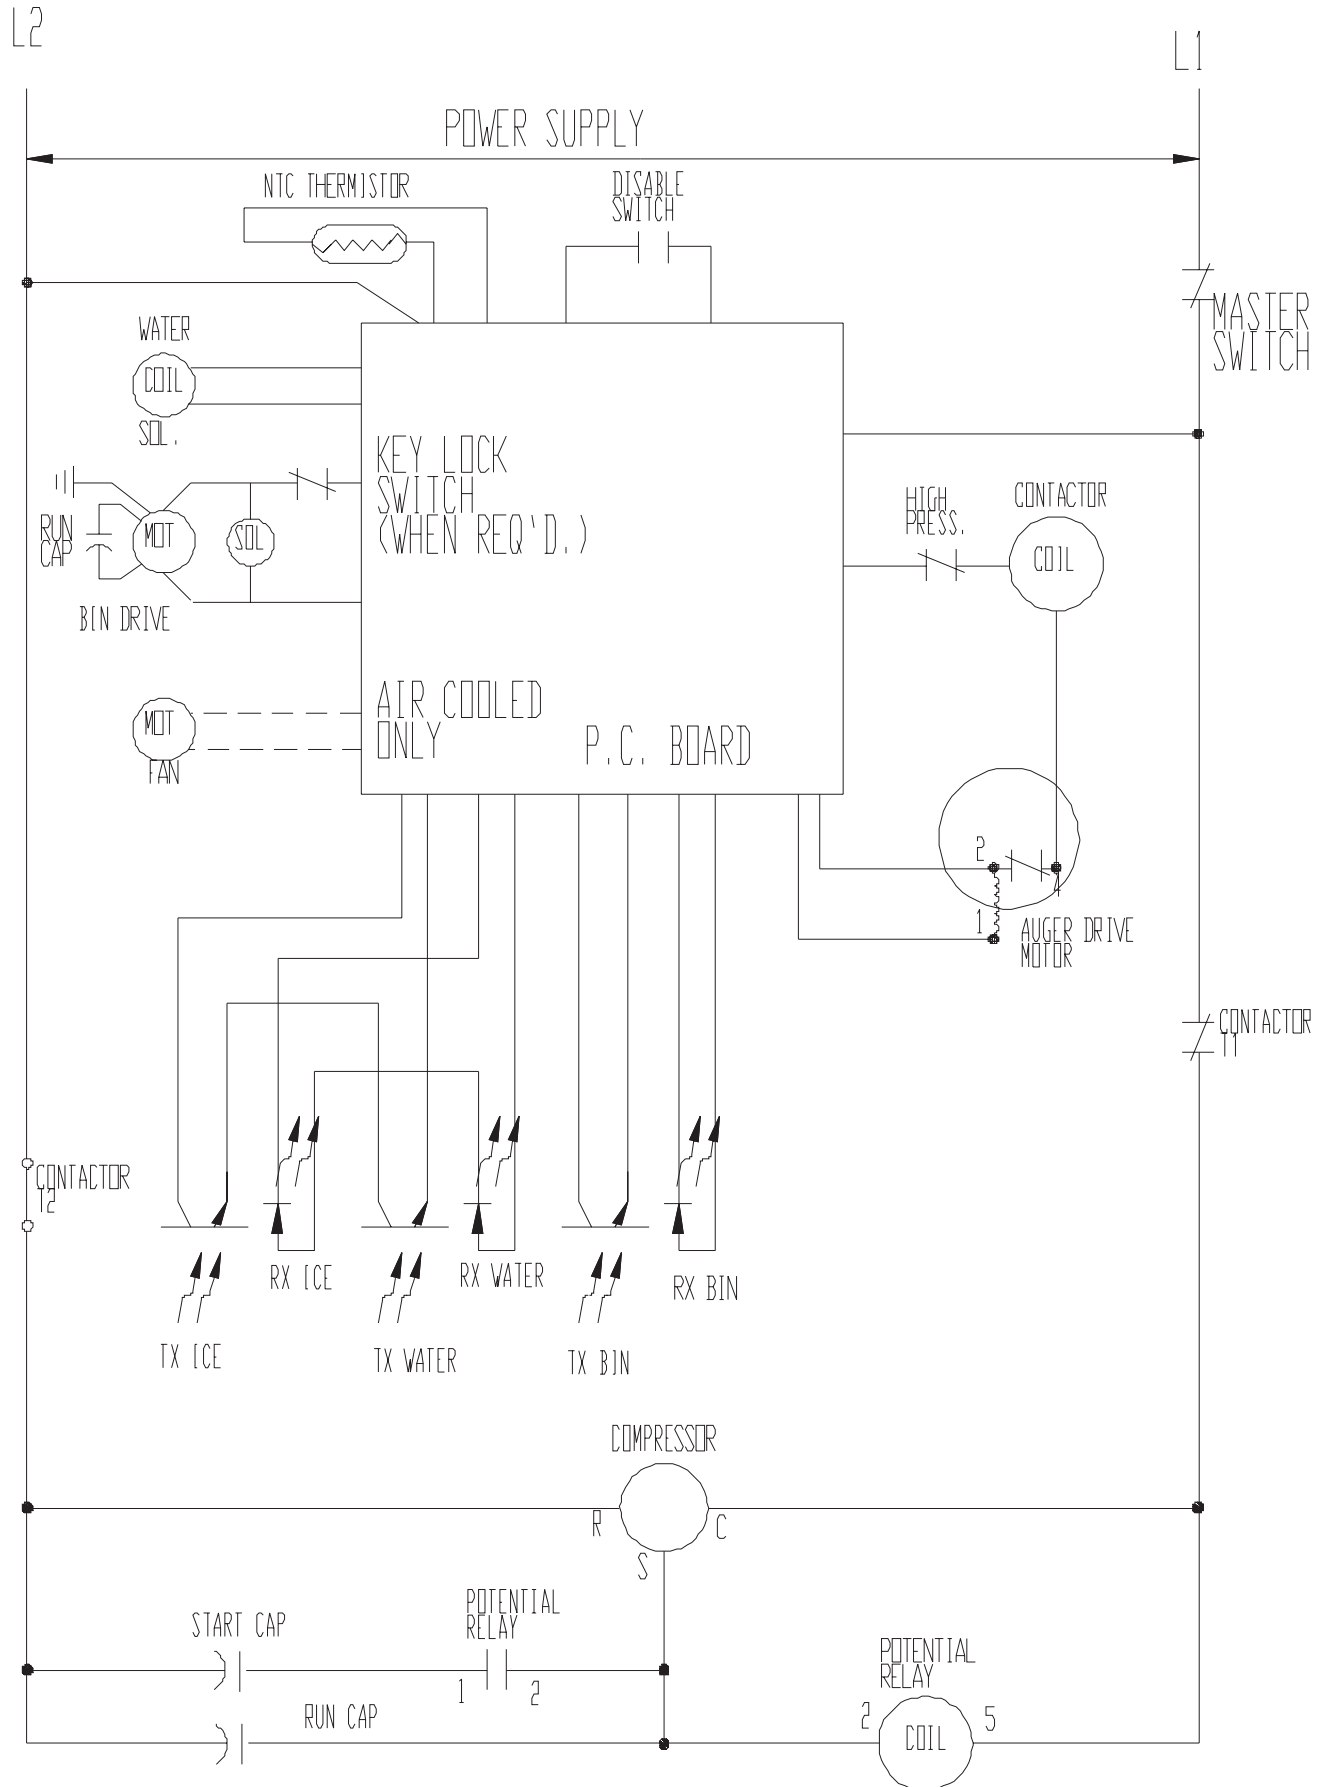 L2
L1
POWER SUPPLY
NTC THERMISTOR
DISABLE
SWITCH
MASTER
SWITCH
WATER
COIL
SOL.
KEY LOCK
SWITCH
(WHEN REQ'D.)
RUN
CAP
MOT
SOL
BIN DRIVE
HIGH
PRESS.
CONTACTOR
COIL
MOT
FAN
AIR COOLED
ONLY
P.C. BOARD
2
4
1
AUGER DRIVE
MOTOR
CONTACTOR
T1
CONTACTOR
T2
RX ICE
RX WATER
RX BIN
TX ICE
TX WATER
TX BIN
COMPRESSOR
R
C
S
START CAP
POTENTIAL
RELAY
1
2
RUN CAP
POTENTIAL
RELAY
2
COIL
5